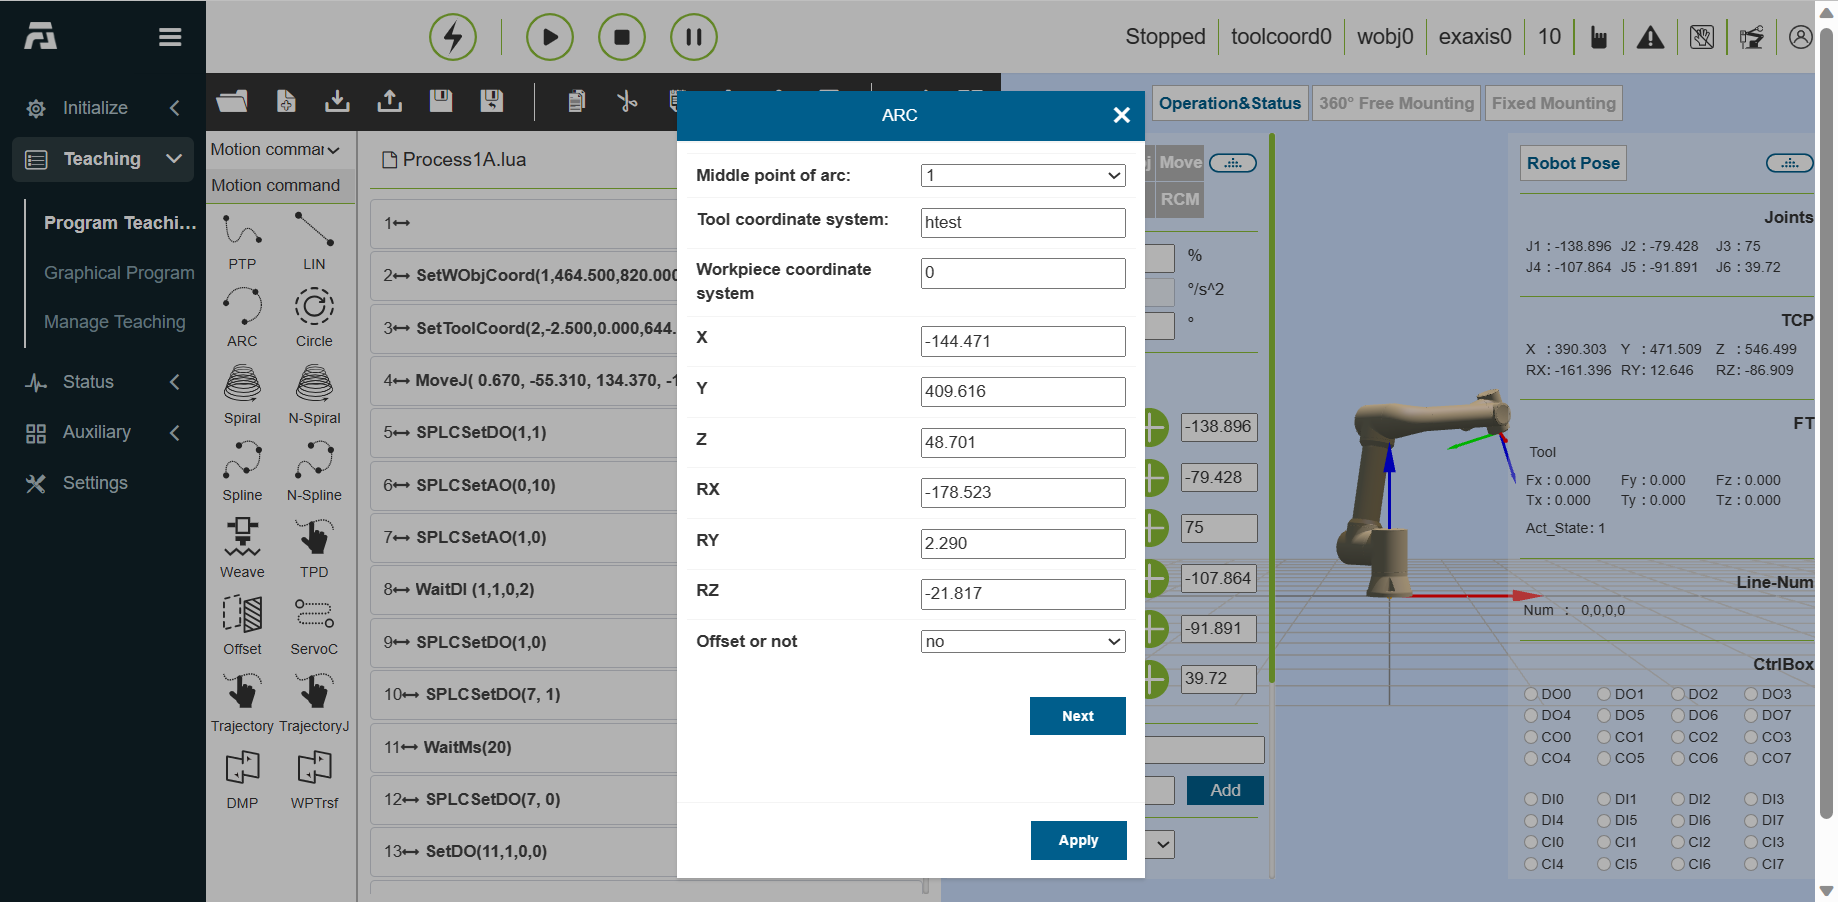 Stopped
toolcoord0
wobj0
exaxis0
10
Initialize
Teaching
Program Teachi...
Graphical Program
Manage Teaching
Status
Auxiliary
Settings
Motion command
PTP LIN
ARC Circle
Spiral N-Spiral
Spline N-Spline
Weave TPD
Offset ServoC
Trajectory TrajectoryJ
DMP WPTrsf
Process1A.lua
1
2 SetWObjCoord(1,464.500,820.000
3 SetToolCoord(2,-2.500,0.000,644.
4 MoveJ( 0.670, -55.310, 134.370, -1
5 SPLCSetDO(1,1)
6 SPLCSetAO(0,10)
7 SPLCSetAO(1,0)
8 WaitDI (1,1,0,2)
9 SPLCSetDO(1,0)
10 SPLCSetDO(7, 1)
11 WaitMs(20)
12 SPLCSetDO(7, 0)
13 SetDO(11,1,0,0)
ARC
Middle point of arc: 1
Tool coordinate system: htest
Workpiece coordinate
system
0
X -144.471
Y 409.616
Z 48.701
RX -178.523
RY 2.290
RZ -21.817
Offset or not no
Next
Apply
Operation&Status
360° Free Mounting
Fixed Mounting
Move
RCM
%
°/s^2
°
-138.896
-79.428
75
-107.864
-91.891
39.72
Add
Robot Pose
Joints
J1 : -138.896 J2 : -79.428 J3 : 75
J4 : -107.864 J5 : -91.891 J6 : 39.72
TCP
X : 390.303 Y : 471.509 Z : 546.499
RX: -161.396 RY: 12.646 RZ: -86.909
FT
Tool
Fx : 0.000 Fy : 0.000 Fz : 0.000
Tx : 0.000 Ty : 0.000 Tz : 0.000
Act_State: 1
Line-Num
Num : 0,0,0,0
CtrlBox
DO0 DO1 DO2 DO3
DO4 DO5 DO6 DO7
CO0 CO1 CO2 CO3
CO4 CO5 CO6 CO7
DI0 DI1 DI2 DI3
DI4 DI5 DI6 DI7
CI0 CI1 CI2 CI3
CI4 CI5 CI6 CI7